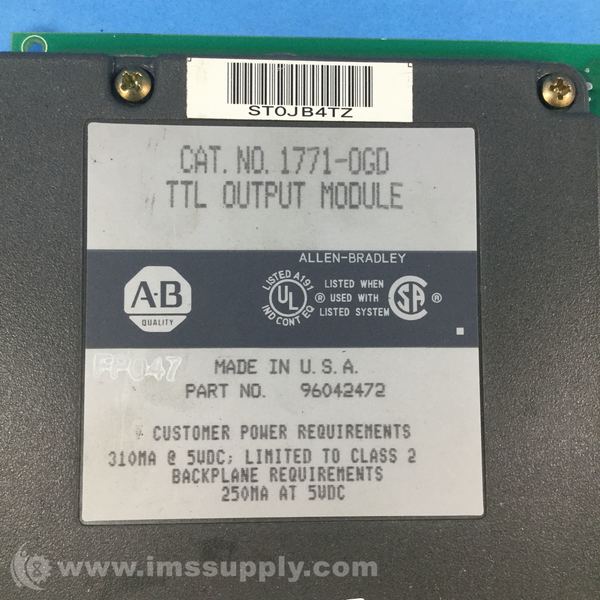 STOJB4TZ
CAT. NO. 1771-OGD
TTL OUTPUT MODULE
ALLEN-BRADLEY
A-B
QUALITY
LISTED A191
UL
IND CONT EQ
® LISTED WHEN
USED WITH
LISTED SYSTEM
SA ®
FP047
MADE IN U.S.A.
PART NO. 96042472
CUSTOMER POWER REQUIREMENTS
310MA @ 5VDC; LIMITED TO CLASS 2
BACKPLANE REQUIREMENTS
250MA AT 5VDC
© www.imssupply.com